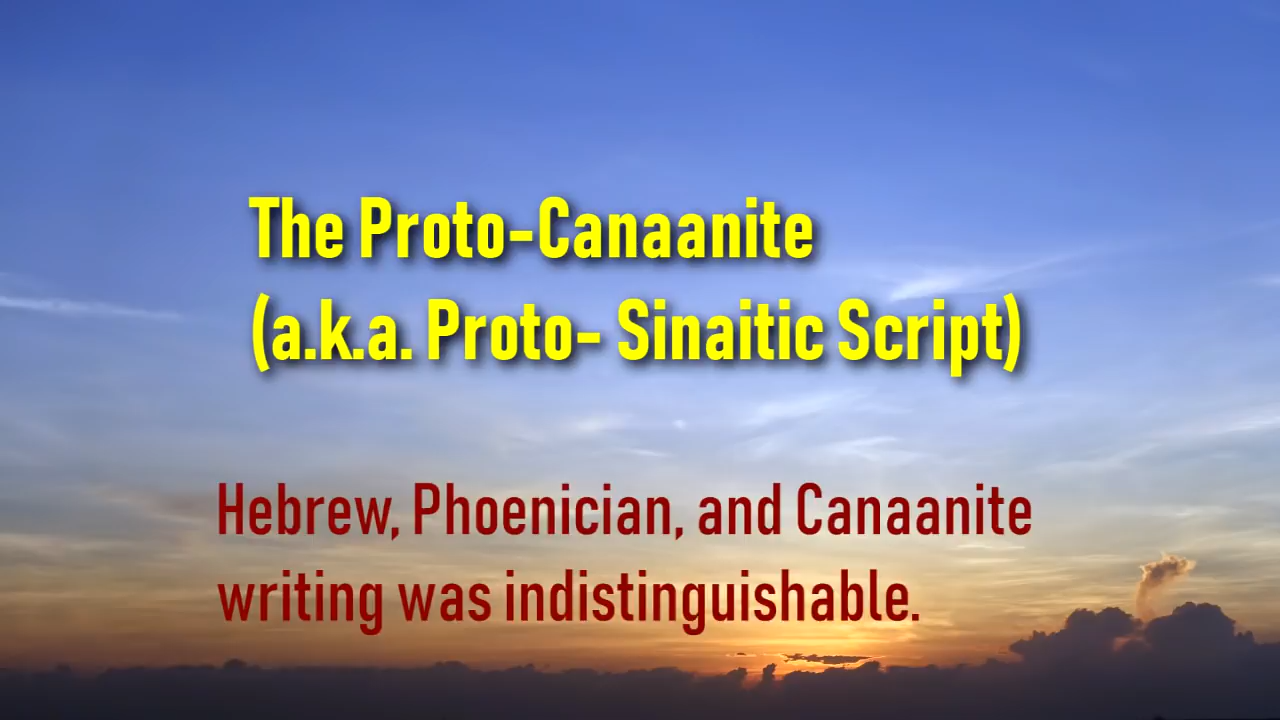 The Proto-Canaanite
(a.k.a. Proto- Sinaitic Script)
Hebrew, Phoenician, and Canaanite
writing was indistinguishable.